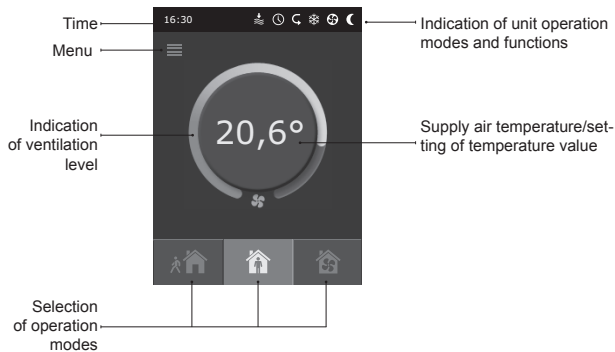 Time
16:30
Indication of unit operation
modes and functions
Menu
Indication
of ventilation
level
20,6°
Supply air temperature/set-
ting of temperature value
Selection
of operation
modes